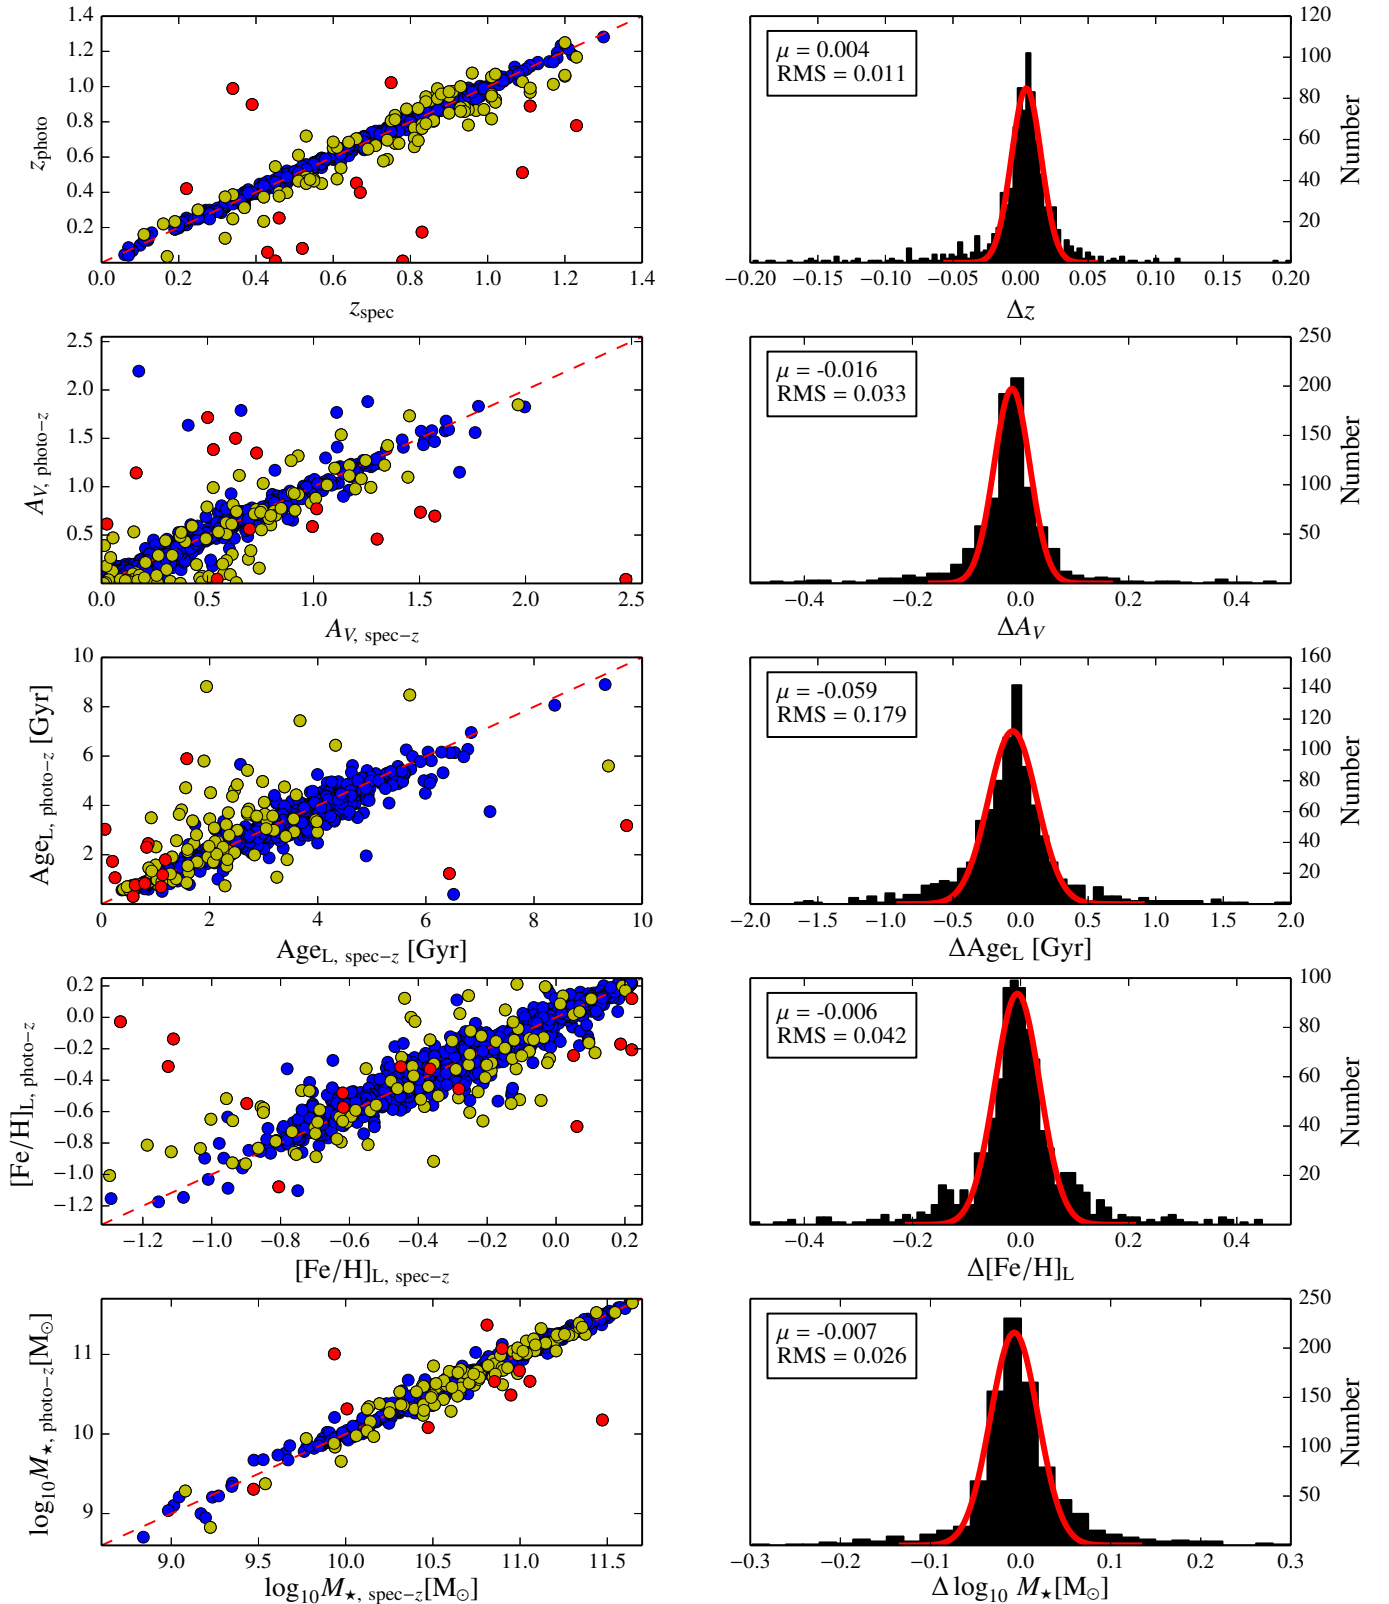 1.4
1.2
1.0
0.8
0.6
0.4
0.2
z_photo
0.0 0.2 0.4 0.6 0.8 1.0 1.2 1.4
z_spec
μ = 0.004
RMS = 0.011
120
100
80
60
40
20
Number
−0.20 −0.15 −0.10 −0.05 0.00 0.05 0.10 0.15 0.20
Δz
2.5
2.0
1.5
1.0
0.5
A_V, photo−z
0.0 0.5 1.0 1.5 2.0 2.5
A_V, spec−z
μ = -0.016
RMS = 0.033
250
200
150
100
50
Number
−0.4 −0.2 0.0 0.2 0.4
ΔA_V
10
8
6
4
2
Age_L, photo−z [Gyr]
0 2 4 6 8 10
Age_L, spec−z [Gyr]
μ = -0.059
RMS = 0.179
160
140
120
100
80
60
40
20
Number
−2.0 −1.5 −1.0 −0.5 0.0 0.5 1.0 1.5 2.0
ΔAge_L [Gyr]
0.2
0.0
−0.2
−0.4
−0.6
−0.8
−1.0
−1.2
[Fe/H]_L, photo−z
−1.2 −1.0 −0.8 −0.6 −0.4 −0.2 0.0 0.2
[Fe/H]_L, spec−z
μ = -0.006
RMS = 0.042
100
80
60
40
20
Number
−0.4 −0.2 0.0 0.2 0.4
Δ[Fe/H]_L
11
10
9
log₁₀M_⋆, photo−z[M_⊙]
9.0 9.5 10.0 10.5 11.0 11.5
log₁₀M_⋆, spec−z[M_⊙]
μ = -0.007
RMS = 0.026
250
200
150
100
50
Number
−0.3 −0.2 −0.1 0.0 0.1 0.2 0.3
Δ log₁₀ M_⋆[M_⊙]